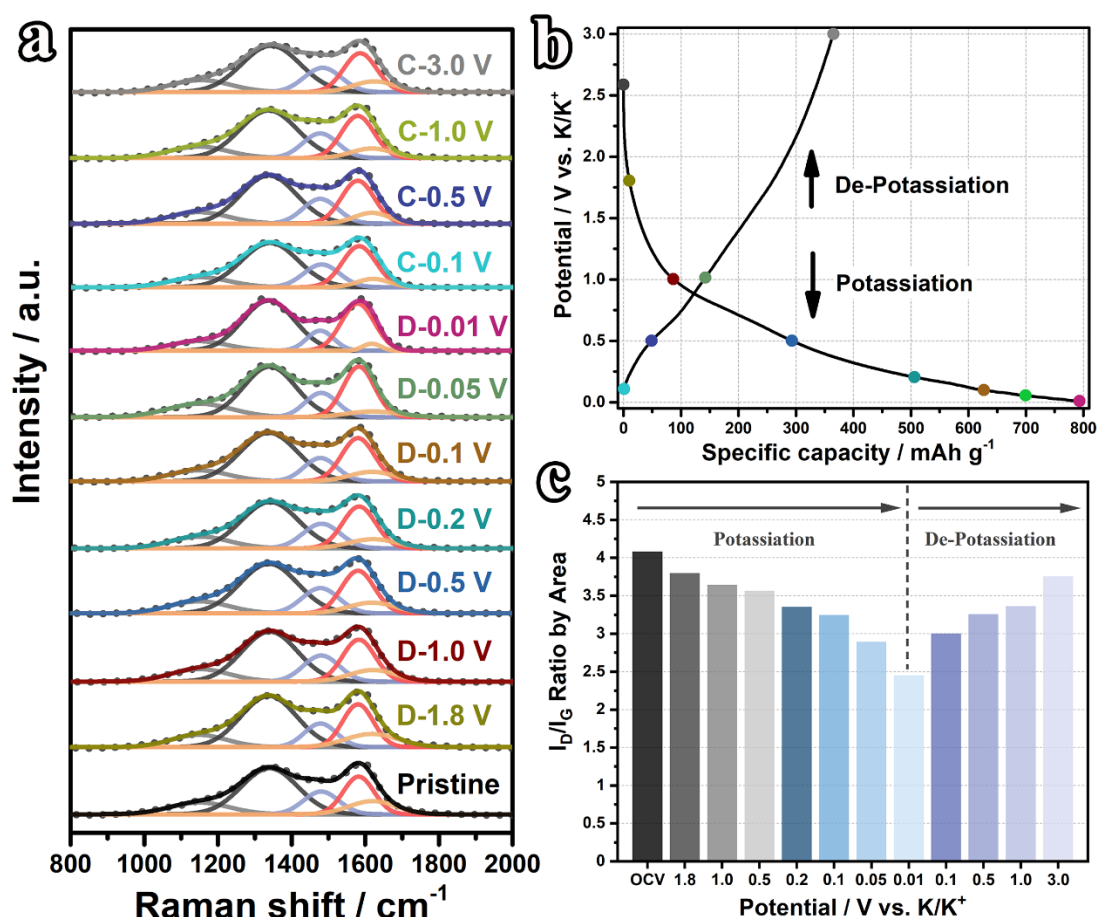 a
C-3.0 V
C-1.0 V
C-0.5 V
C-0.1 V
D-0.01 V
D-0.05 V
D-0.1 V
D-0.2 V
D-0.5 V
D-1.0 V
D-1.8 V
Pristine
Intensity / a.u.
800 1000 1200 1400 1600 1800 2000
Raman shift / cm⁻¹
b
3.0
2.5
2.0
1.5
1.0
0.5
0.0
Potential / V vs. K/K⁺
De-Potassiation
Potassiation
0 100 200 300 400 500 600 700 800
Specific capacity / mAh g⁻¹
c
5
4.5
4
3.5
3
2.5
2
1.5
1
0.5
0
I_D/I_G Ratio by Area
Potassiation
De-Potassiation
OCV 1.8 1.0 0.5 0.2 0.1 0.05 0.01 0.1 0.5 1.0 3.0
Potential / V vs. K/K⁺